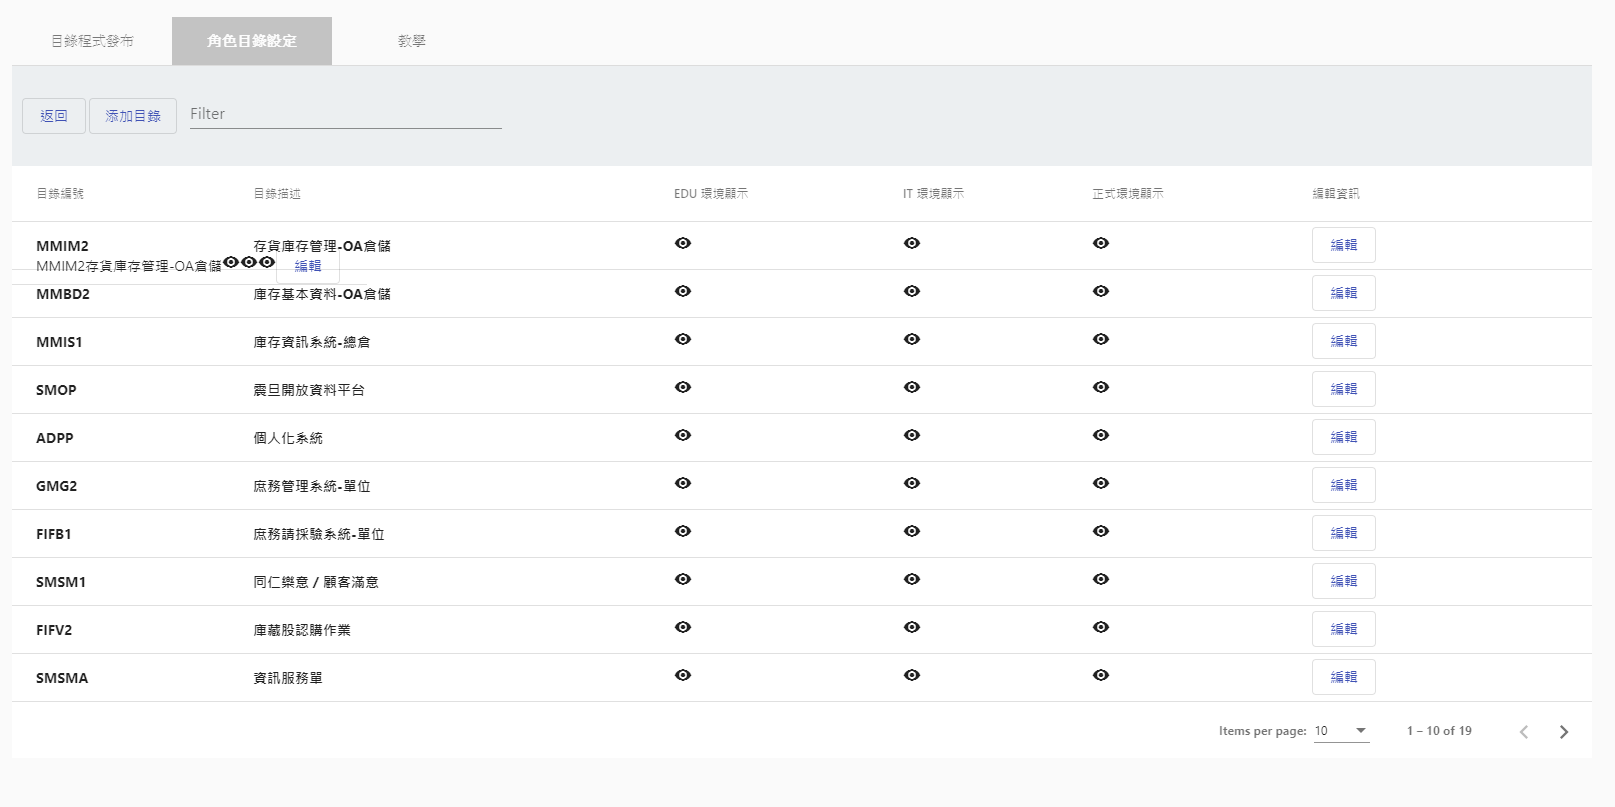 目錄程式發布 角色目錄設定 教學
返回 添加目錄 Filter
目錄編號 目錄描述 EDU 環境顯示 IT 環境顯示 正式環境顯示 編輯資訊
MMIM2 存貨庫存管理-OA倉儲 編輯
MMIM2存貨庫存管理-OA倉儲 編輯
MMBD2 庫存基本資料-OA倉儲 編輯
MMIS1 庫存資訊系統-總倉 編輯
SMOP 震旦開放資料平台 編輯
ADPP 個人化系統 編輯
GMG2 庶務管理系統-單位 編輯
FIFB1 庶務請採驗系統-單位 編輯
SMSM1 同仁樂意 / 顧客滿意 編輯
FIFV2 庫藏股認購作業 編輯
SMSMA 資訊服務單 編輯
Items per page: 10 1 – 10 of 19